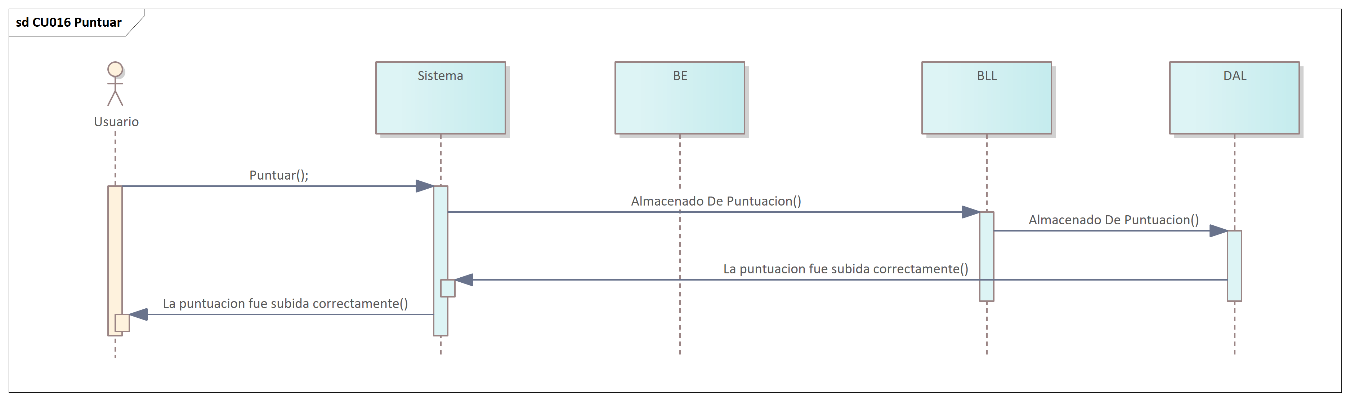 sd CU016 Puntuar
Usuario
Sistema
BE
BLL
DAL
Puntuar();
Almacenado De Puntuacion()
Almacenado De Puntuacion()
La puntuacion fue subida correctamente()
La puntuacion fue subida correctamente()